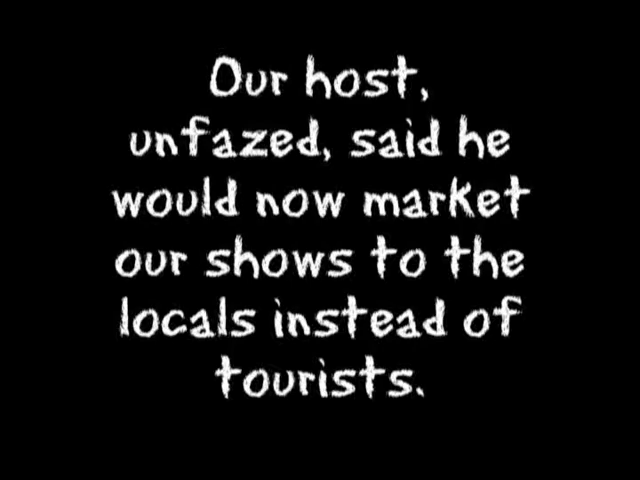 Our host,
unfazed, said he
would now market
our shows to the
locals instead of
tourists.